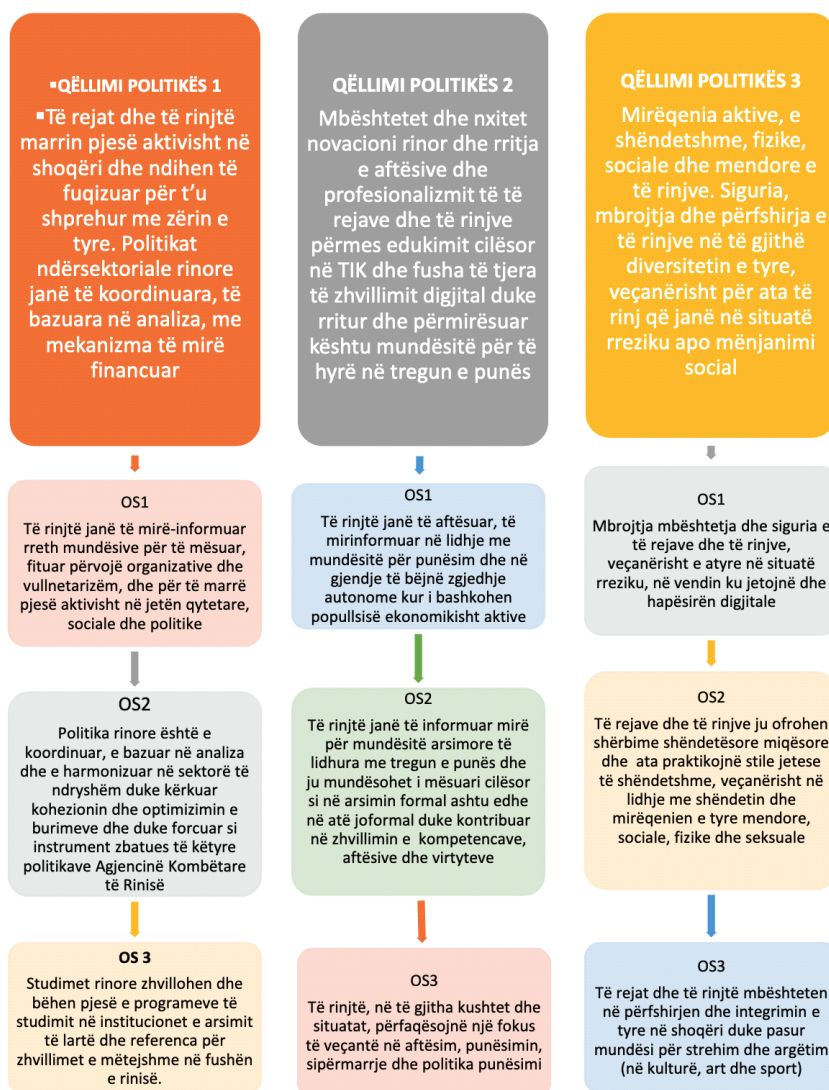 ▪QËLLIMI POLITIKËS 1
▪Të rejat dhe të rinjtë
marrin pjesë aktivisht në
shoqëri dhe ndihen të
fuqizuar për t’u
shprehur me zërin e
tyre. Politikat
ndërsektoriale rinore
janë të koordinuara, të
bazuara në analiza, me
mekanizma të mirë
financuar
OS1
Të rinjtë janë të mirë-informuar
rreth mundësive për të mësuar,
fituar përvojë organizative dhe
vullnetarizëm, dhe për të marrë
pjesë aktivisht në jetën qytetare,
sociale dhe politike
OS2
Politika rinore është e
koordinuar, e bazuar në analiza
dhe e harmonizuar në sektorë të
ndryshëm duke kërkuar
kohezionin dhe optimizimin e
burimeve dhe duke forcuar si
instrument zbatues të këtyre
politikave Agjencinë Kombëtare
të Rinisë
OS 3
Studimet rinore zhvillohen dhe
bëhen pjesë e programeve të
studimit në institucionet e arsimit
të lartë dhe referenca për
zhvillimet e mëtejshme në fushën
e rinisë.
QËLLIMI POLITIKËS 2
Mbështetet dhe nxitet
novacioni rinor dhe rritja
e aftësive dhe
profesionalizmit të të
rejave dhe të rinjve
përmes edukimit cilësor
në TIK dhe fusha të tjera
të zhvillimit digjital duke
rritur dhe përmirësuar
kështu mundësitë për të
hyrë në tregun e punës
OS1
Të rinjtë janë të aftësuar, të
mirinformuar në lidhje me
mundësitë për punësim dhe në
gjendje të bëjnë zgjedhje
autonome kur i bashkohen
popullsisë ekonomikisht aktive
OS2
Të rinjtë janë të informuar mirë
për mundësitë arsimore të
lidhura me tregun e punës dhe
ju mundësohet i mësuari cilësor
si në arsimin formal ashtu edhe
në atë joformal duke kontribuar
në zhvillimin e kompetencave,
aftësive dhe virtyteve
OS3
Të rinjtë, në të gjitha kushtet dhe
situatat, përfaqësojnë një fokus
të veçantë në aftësim, punësimin,
sipërmarrje dhe politika punësimi
QËLLIMI POLITIKËS 3
Mirëqenia aktive, e
shëndetshme, fizike,
sociale dhe mendore e
të rinjve. Siguria,
mbrojtja dhe përfshirja e
të rinjve në të gjithë
diversitetin e tyre,
veçanërisht për ata të
rinj që janë në situatë
rreziku apo mënjanimi
social
OS1
Mbrojtja mbështetja dhe siguria e
të rejave dhe të rinjve,
veçanërisht e atyre në situatë
rreziku, në vendin ku jetojnë dhe
hapësirën digjitale
OS2
Të rejave dhe të rinjve ju ofrohen
shërbime shëndetësore miqësore
dhe ata praktikojnë stile jetese
të shëndetshme, veçanërisht në
lidhje me shëndetin dhe
mirëqenien e tyre mendore,
sociale, fizike dhe seksuale
OS3
Të rejat dhe të rinjtë mbështeten
në përfshirjen dhe integrimin e
tyre në shoqëri duke pasur
mundësi për strehim dhe argëtim
(në kulturë, art dhe sport)